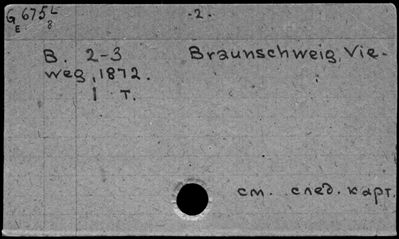 G 675 L -2.-
E 8
B. 2-3 Braunschweig, Vie-
weg, 1872.
1 т.
см. след. карт.